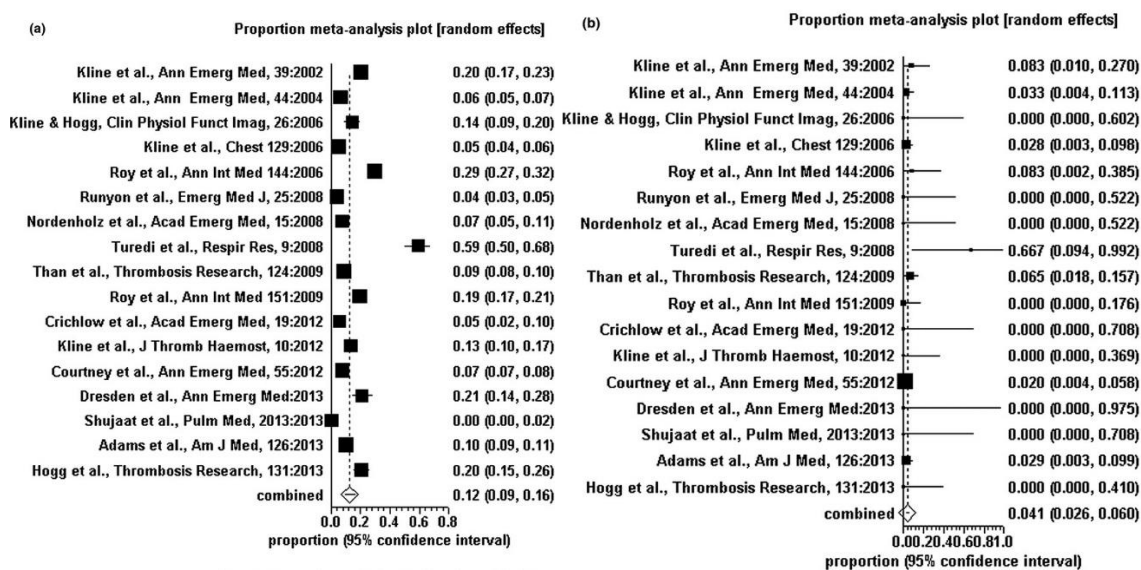 (a)
Proportion meta-analysis plot [random effects]
Kline et al., Ann Emerg Med, 39:2002 0.20 (0.17, 0.23)
Kline et al., Ann Emerg Med, 44:2004 0.06 (0.05, 0.07)
Kline & Hogg, Clin Physiol Funct Imag, 26:2006 0.14 (0.09, 0.20)
Kline et al., Chest 129:2006 0.05 (0.04, 0.06)
Roy et al., Ann Int Med 144:2006 0.29 (0.27, 0.32)
Runyon et al., Emerg Med J, 25:2008 0.04 (0.03, 0.05)
Nordenholz et al., Acad Emerg Med, 15:2008 0.07 (0.05, 0.11)
Turedi et al., Respir Res, 9:2008 0.59 (0.50, 0.68)
Than et al., Thrombosis Research, 124:2009 0.09 (0.08, 0.10)
Roy et al., Ann Int Med 151:2009 0.19 (0.17, 0.21)
Crichlow et al., Acad Emerg Med, 19:2012 0.05 (0.02, 0.10)
Kline et al., J Thromb Haemost, 10:2012 0.13 (0.10, 0.17)
Courtney et al., Ann Emerg Med, 55:2012 0.07 (0.07, 0.08)
Dresden et al., Ann Emerg Med:2013 0.21 (0.14, 0.28)
Shujaat et al., Pulm Med, 2013:2013 0.00 (0.00, 0.02)
Adams et al., Am J Med, 126:2013 0.10 (0.09, 0.11)
Hogg et al., Thrombosis Research, 131:2013 0.20 (0.15, 0.26)
combined 0.12 (0.09, 0.16)
0.0 0.2 0.4 0.6 0.8
proportion (95% confidence interval)
(b)
Proportion meta-analysis plot [random effects]
Kline et al., Ann Emerg Med, 39:2002 0.083 (0.010, 0.270)
Kline et al., Ann Emerg Med, 44:2004 0.033 (0.004, 0.113)
Kline & Hogg, Clin Physiol Funct Imag, 26:2006 0.000 (0.000, 0.602)
Kline et al., Chest 129:2006 0.028 (0.003, 0.098)
Roy et al., Ann Int Med 144:2006 0.083 (0.002, 0.385)
Runyon et al., Emerg Med J, 25:2008 0.000 (0.000, 0.522)
Nordenholz et al., Acad Emerg Med, 15:2008 0.000 (0.000, 0.522)
Turedi et al., Respir Res, 9:2008 0.667 (0.094, 0.992)
Than et al., Thrombosis Research, 124:2009 0.065 (0.018, 0.157)
Roy et al., Ann Int Med 151:2009 0.000 (0.000, 0.176)
Crichlow et al., Acad Emerg Med, 19:2012 0.000 (0.000, 0.708)
Kline et al., J Thromb Haemost, 10:2012 0.000 (0.000, 0.369)
Courtney et al., Ann Emerg Med, 55:2012 0.020 (0.004, 0.058)
Dresden et al., Ann Emerg Med:2013 0.000 (0.000, 0.975)
Shujaat et al., Pulm Med, 2013:2013 0.000 (0.000, 0.708)
Adams et al., Am J Med, 126:2013 0.029 (0.003, 0.099)
Hogg et al., Thrombosis Research, 131:2013 0.000 (0.000, 0.410)
combined 0.041 (0.026, 0.060)
0.00.20.40.60.81.0
proportion (95% confidence interval)